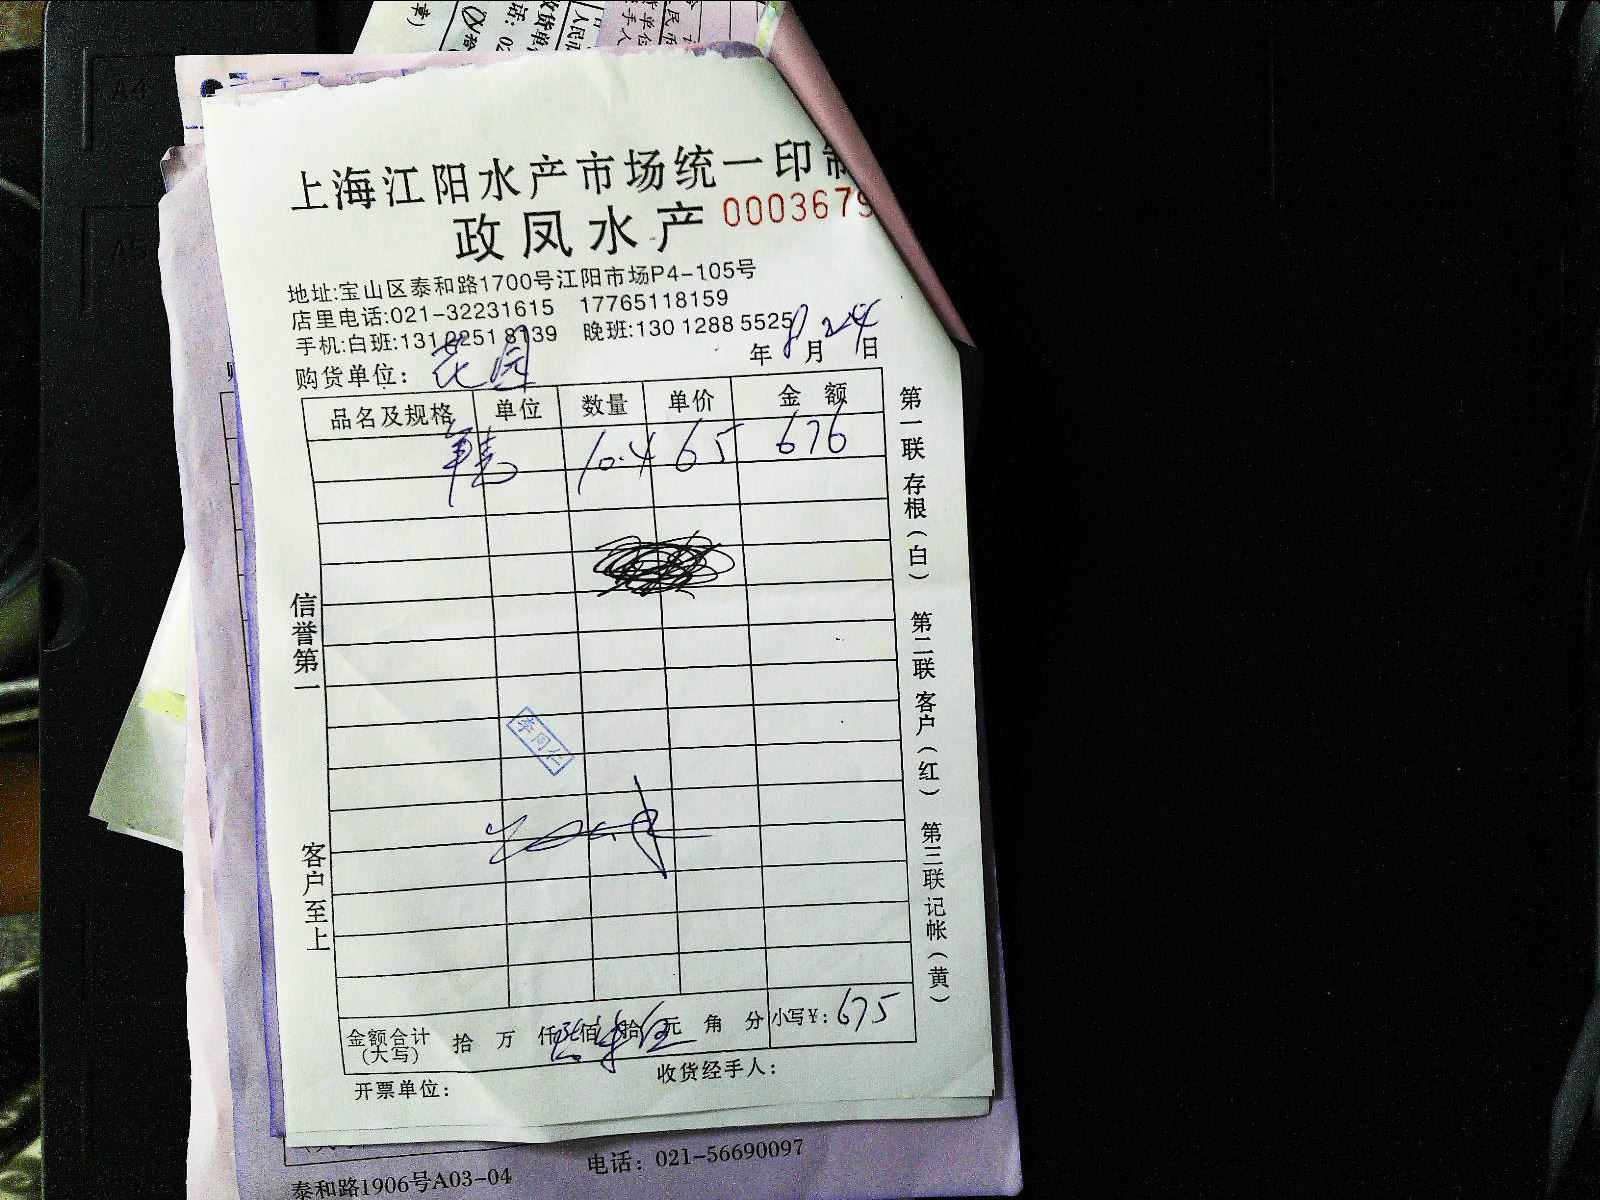 上海江阳水产市场统一印制
政凤水产 0003679
地址:宝山区泰和路1700号江阳市场P4-105号
店里电话:021-32231615 17765118159
手机:白班:131 0251 8139 晚班:130 1288 5525
年8月24日
购货单位: 花园
品名及规格 单位 数量 单价 金额
10.4 65 676
第一联 存根(白) 第二联 客户(红) 第三联 记帐(黄)
信誉第一
客户至上
李同仁
金额合计(大写) 拾 万 仟 佰 拾 伍元 角 分 小写¥: 675
开票单位: 收货经手人:
泰和路1906号A03-04 电话: 021-56690097